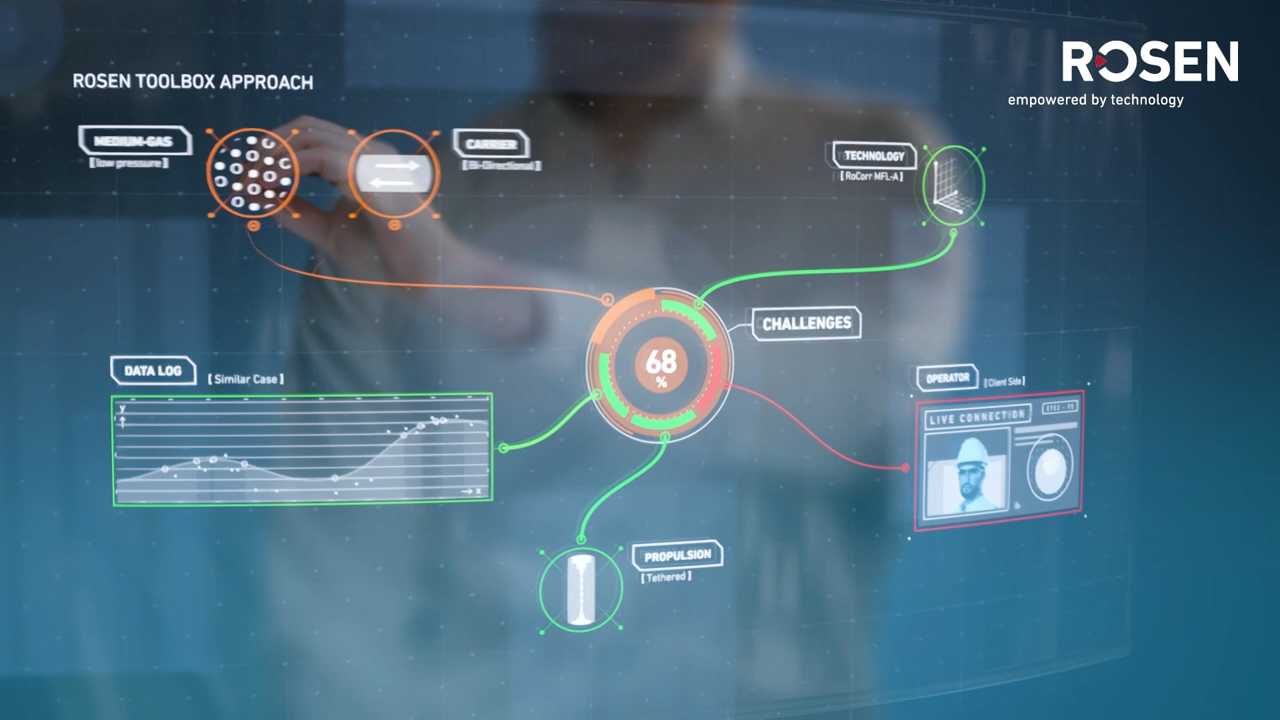 ROSEN
empowered by technology
ROSEN TOOLBOX APPROACH
MEDIUM-GAS
[low pressure]
CARRIER
[Bi-Directional]
TECHNOLOGY
[RoCorr MFL-A]
CHALLENGES
68
%
DATA LOG
[Similar Case]
y
x
OPERATOR
[Client Side]
LIVE CONNECTION
PROPULSION
[Tethered]